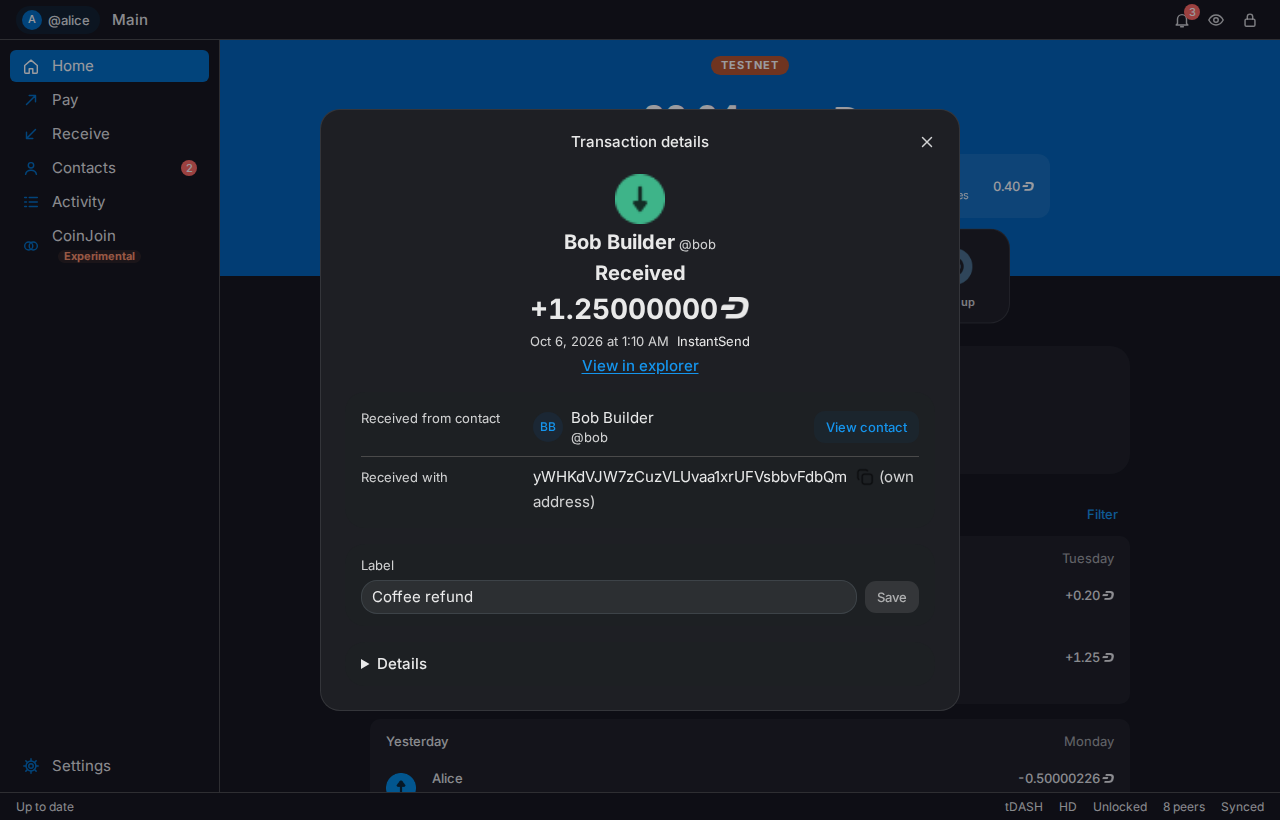 A @alice Main 3
TESTNET
Home
Pay
Receive
Contacts 2
Activity
CoinJoin
Experimental
Settings
0.40
es
up
Transaction details
Bob Builder @bob
Received
+1.25000000
Oct 6, 2026 at 1:10 AM InstantSend
View in explorer
Received from contact
BB Bob Builder
@bob
View contact
Received with
yWHKdVJW7zCuzVLUvaa1xrUFVsbbvFdbQm (own
address)
Label
Coffee refund Save
Details
Filter
Tuesday
+0.20
+1.25
Yesterday Monday
Alice -0.50000226
Up to date tDASH HD Unlocked 8 peers Synced